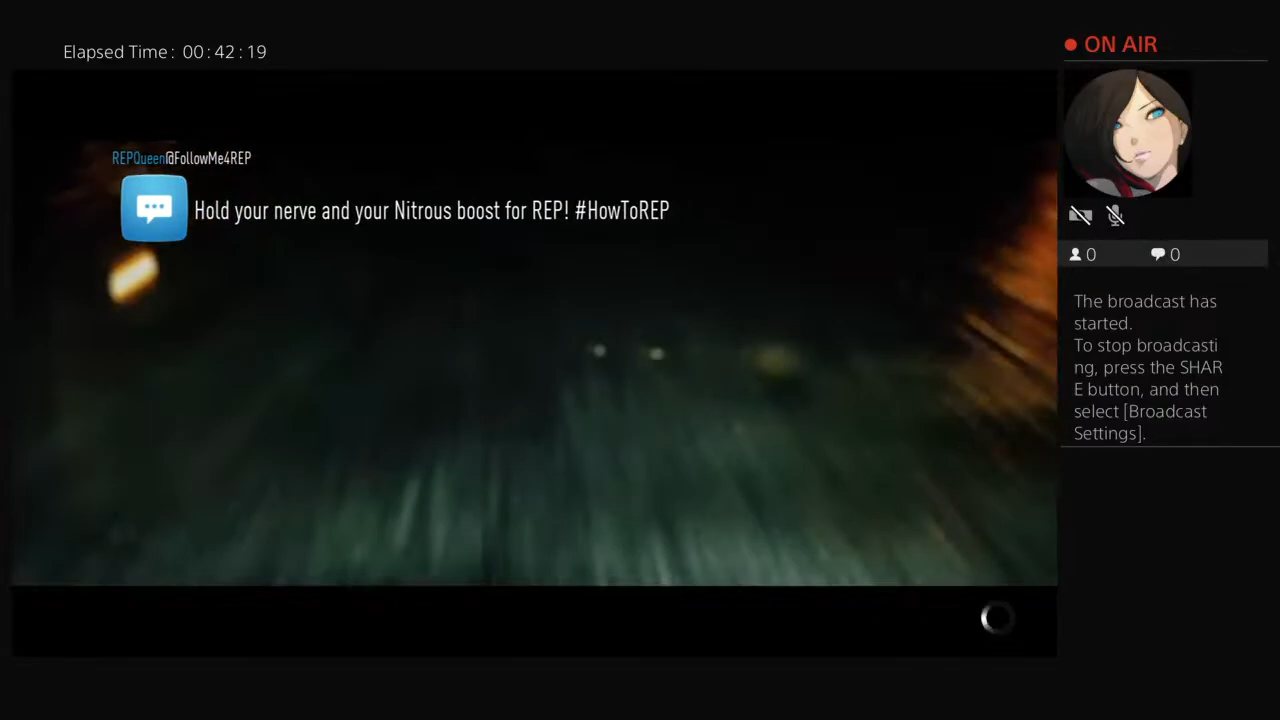 Elapsed Time: 00:42:19
ON AIR
REPQueen@FollowMe4REP
Hold your nerve and your Nitrous boost for REP! #HowToREP
0 0
The broadcast has
started.
To stop broadcasti
ng, press the SHAR
E button, and then
select [Broadcast
Settings].